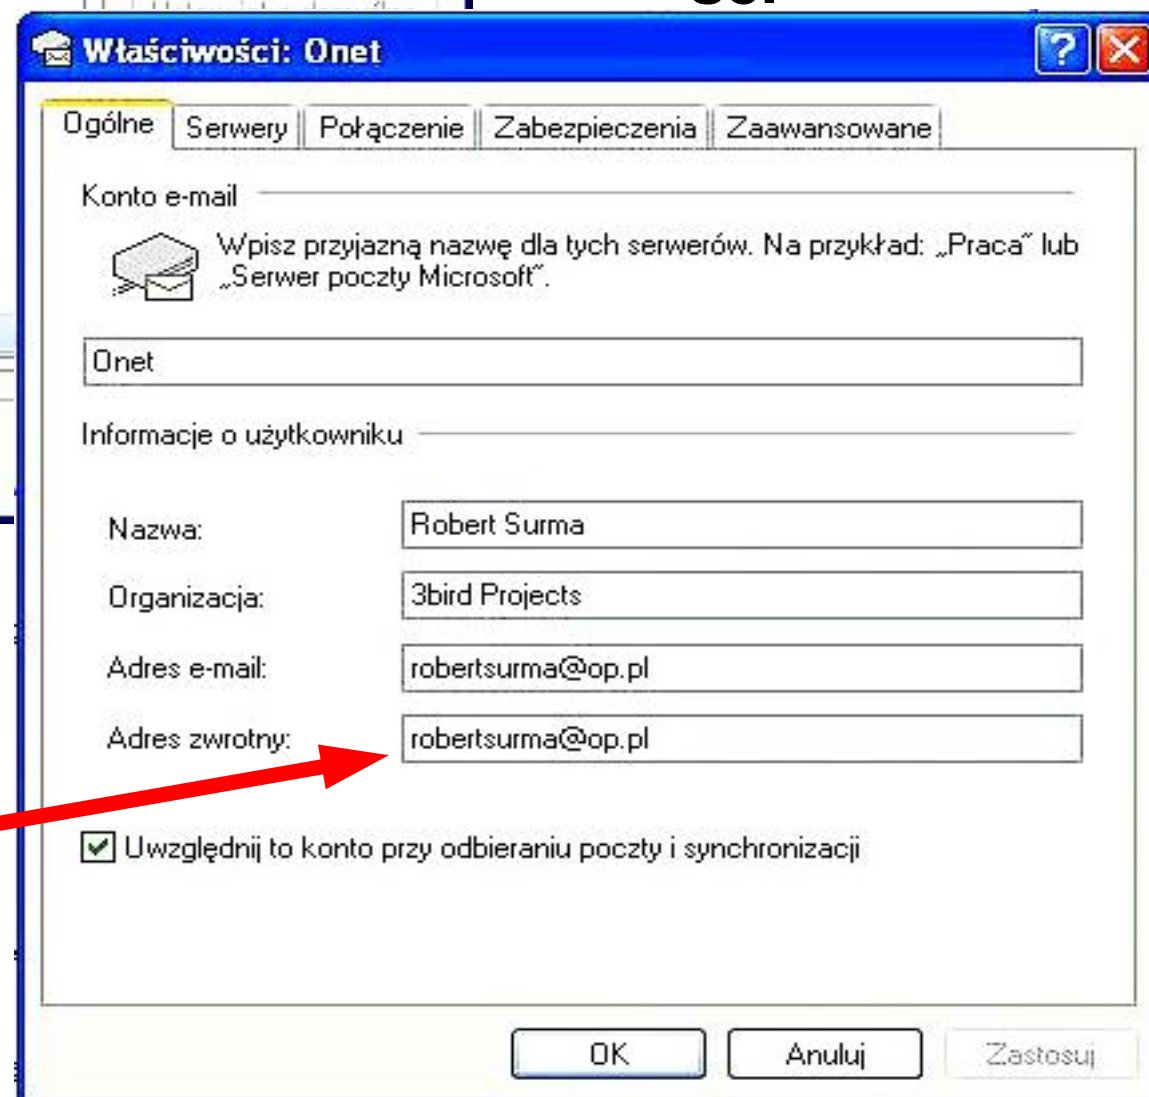 Właściwości: Onet
Ogólne Serwery Połączenie Zabezpieczenia Zaawansowane
Konto e-mail
Wpisz przyjazną nazwę dla tych serwerów. Na przykład: „Praca˝ lub
„Serwer poczty Microsoft˝.
Onet
Informacje o użytkowniku
Nazwa: Robert Surma
Organizacja: 3bird Projects
Adres e-mail: robertsurma@op.pl
Adres zwrotny: robertsurma@op.pl
Uwzględnij to konto przy odbieraniu poczty i synchronizacji
OK Anuluj Zastosuj